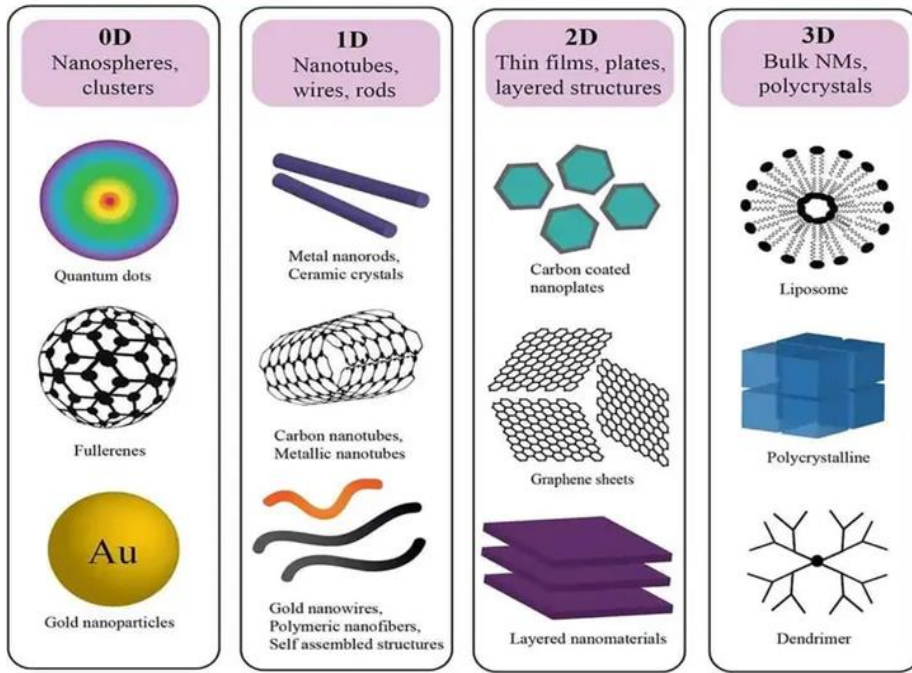 0D
Nanospheres,
clusters
Quantum dots
Fullerenes
Au
Gold nanoparticles
1D
Nanotubes,
wires, rods
Metal nanorods,
Ceramic crystals
Carbon nanotubes,
Metallic nanotubes
Gold nanowires,
Polymeric nanofibers,
Self assembled structures
2D
Thin films, plates,
layered structures
Carbon coated
nanoplates
Graphene sheets
Layered nanomaterials
3D
Bulk NMs,
polycrystals
Liposome
Polycrystalline
Dendrimer